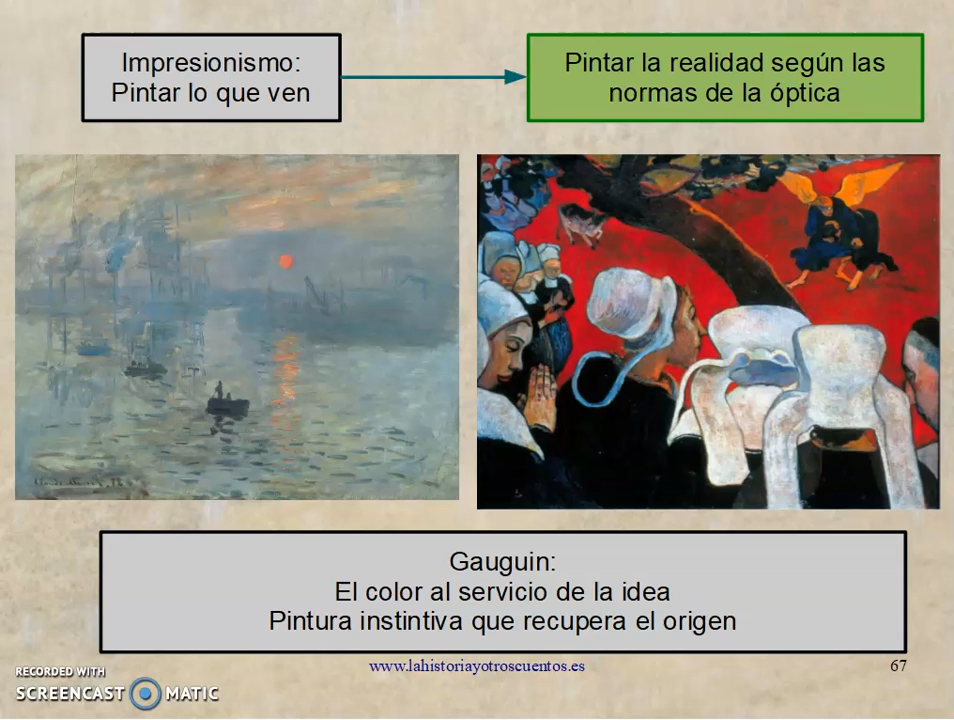 Impresionismo:
Pintar lo que ven
Pintar la realidad según las
normas de la óptica
Gauguin:
El color al servicio de la idea
Pintura instintiva que recupera el origen
www.lahistoriayotroscuentos.es
67
RECORDED WITH
SCREENCAST MATIC